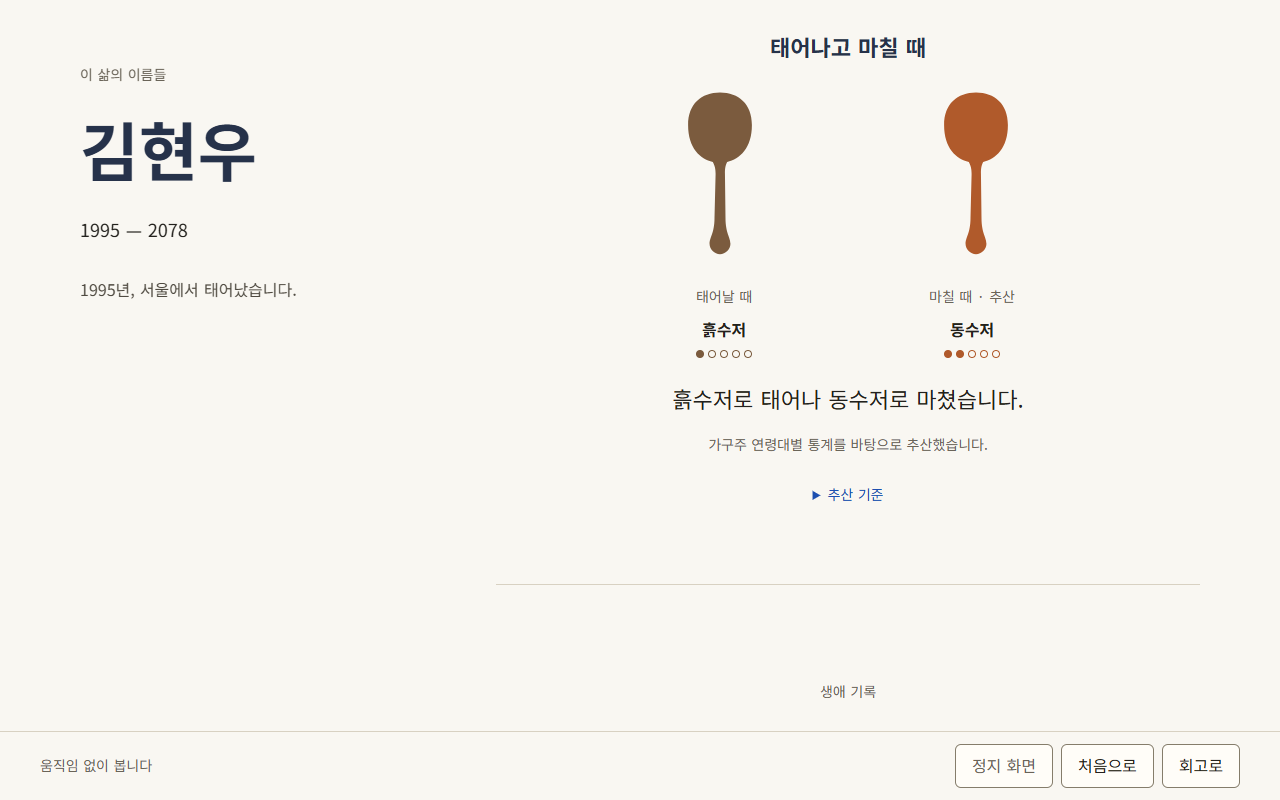 이 삶의 이름들
김현우
1995 — 2078
1995년, 서울에서 태어났습니다.
태어나고 마칠 때
태어날 때
흙수저
마칠 때 · 추산
동수저
흙수저로 태어나 동수저로 마쳤습니다.
가구주 연령대별 통계를 바탕으로 추산했습니다.
▶ 추산 기준
생애 기록
움직임 없이 봅니다
정지 화면
처음으로
회고로